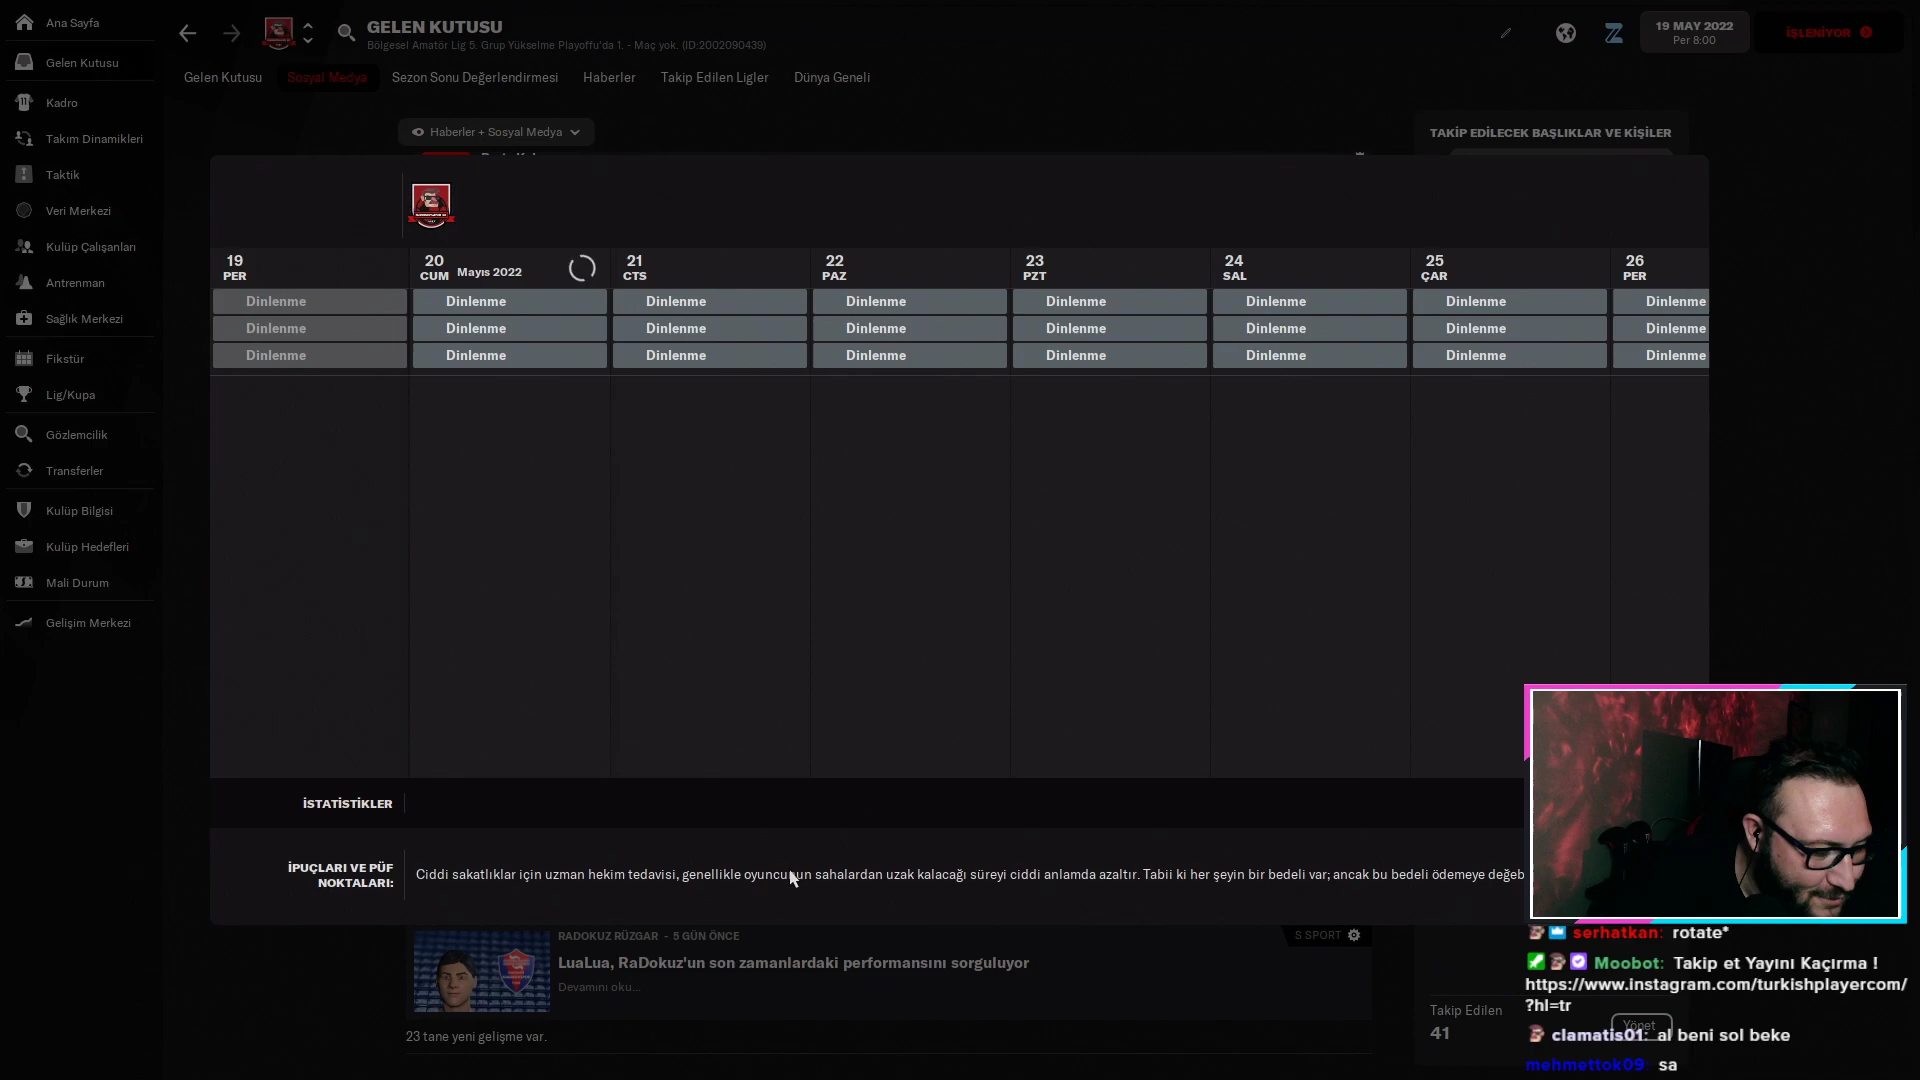 Ana Sayfa
Gelen Kutusu
Kadro
Takım Dinamikleri
Taktik
Veri Merkezi
Kulüp Çalışanları
Antrenman
Sağlık Merkezi
Fikstür
Lig/Kupa
Gözlemcilik
Transferler
Kulüp Bilgisi
Kulüp Hedefleri
Mali Durum
Gelişim Merkezi
GELEN KUTUSU
Bölgesel Amatör Lig 5. Grup Yükselme Playoffu'da 1. - Maç yok. (ID:2002090439)
19 MAY 2022
Per 8:00
İŞLENİYOR
Gelen Kutusu Sosyal Medya Sezon Sonu Değerlendirmesi Haberler Takip Edilen Ligler Dünya Geneli
Haberler + Sosyal Medya
TAKİP EDİLECEK BAŞLIKLAR VE KİŞİLER
19 PER
20 CUM Mayıs 2022
21 CTS
22 PAZ
23 PZT
24 SAL
25 ÇAR
26 PER
Dinlenme Dinlenme Dinlenme Dinlenme Dinlenme Dinlenme Dinlenme Dinlenme
Dinlenme Dinlenme Dinlenme Dinlenme Dinlenme Dinlenme Dinlenme Dinlenme
Dinlenme Dinlenme Dinlenme Dinlenme Dinlenme Dinlenme Dinlenme Dinlenme
İSTATİSTİKLER
İPUÇLARI VE PÜF
NOKTALARI:
Ciddi sakatlıklar için uzman hekim tedavisi, genellikle oyuncunun sahalardan uzak kalacağı süreyi ciddi anlamda azaltır. Tabii ki her şeyin bir bedeli var; ancak bu bedeli ödemeye değeb
RADOKUZ RÜZGAR - 5 GÜN ÖNCE
S SPORT
LuaLua, RaDokuz'un son zamanlardaki performansını sorguluyor
Devamını oku...
23 tane yeni gelişme var.
Takip Edilen
41
Yönet
serhatkan: rotate*
Moobot: Takip et Yayını Kaçırma !
https://www.instagram.com/turkishplayercom/
?hl=tr
clamatis01: al beni sol beke
mehmettok09: sa